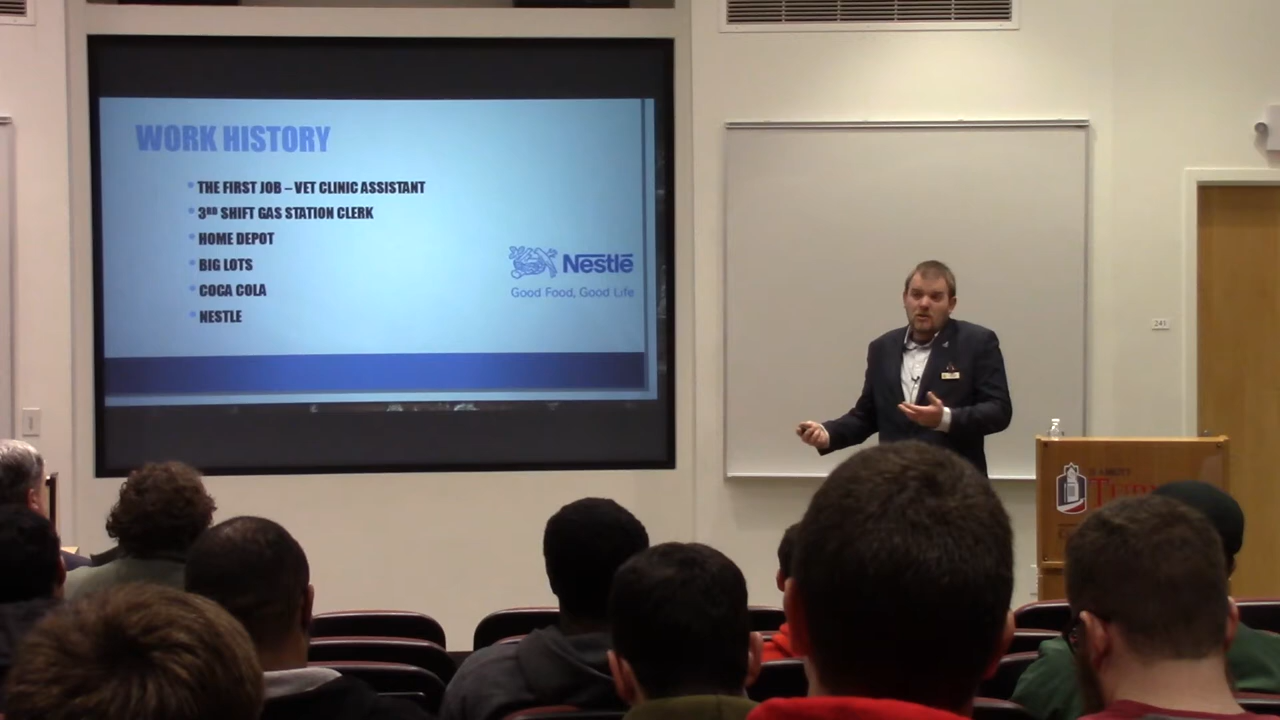 WORK HISTORY
THE FIRST JOB – VET CLINIC ASSISTANT
3RD SHIFT GAS STATION CLERK
HOME DEPOT
BIG LOTS
COCA COLA
NESTLE
Nestlé
Good Food, Good Life
241